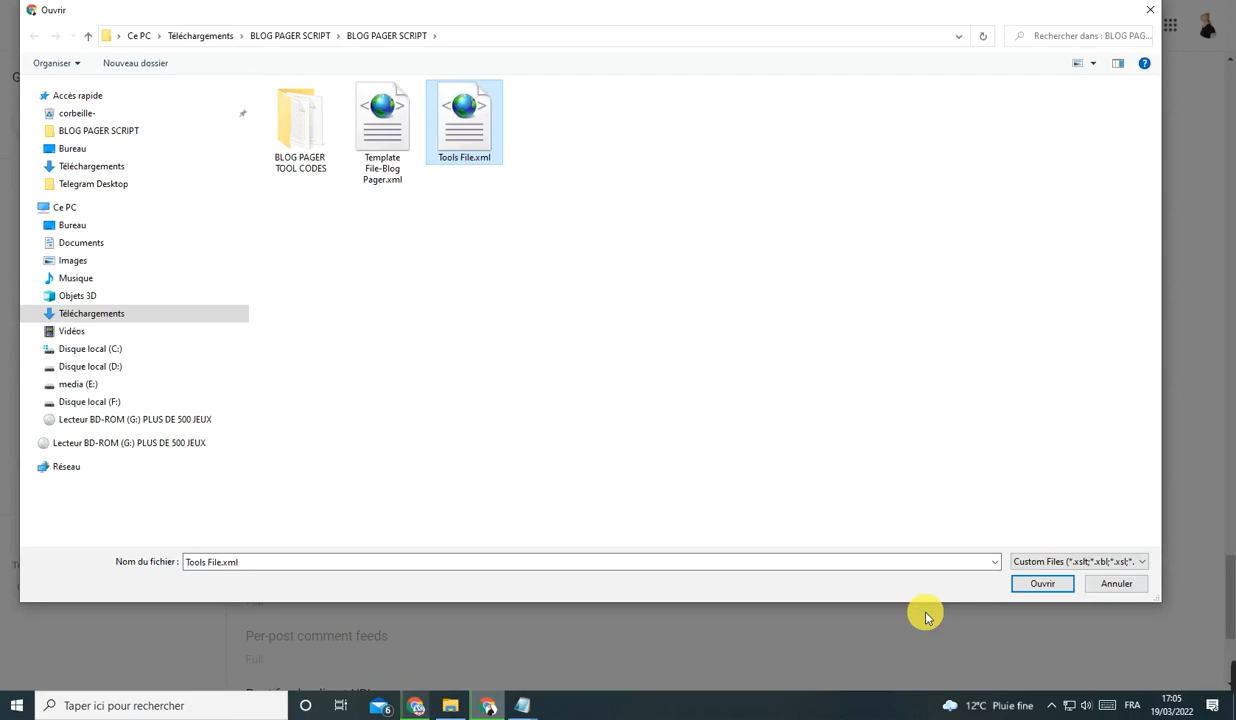 Ouvrir
Ce PC > Téléchargements > BLOG PAGER SCRIPT > BLOG PAGER SCRIPT >
Rechercher dans : BLOG PAG...
Organiser
Nouveau dossier
Accès rapide
corbeille-
BLOG PAGER SCRIPT
Bureau
Téléchargements
Telegram Desktop
Ce PC
Bureau
Documents
Images
Musique
Objets 3D
Téléchargements
Vidéos
Disque local (C:)
Disque local (D:)
media (E:)
Disque local (F:)
Lecteur BD-ROM (G:) PLUS DE 500 JEUX
Lecteur BD-ROM (G:) PLUS DE 500 JEUX
Réseau
BLOG PAGER
TOOL CODES
Template
File-Blog
Pager.xml
Tools File.xml
Nom du fichier :
Tools File.xml
Custom Files (*.xslt;*.xbl;*.xsl;*.
Ouvrir
Annuler
Per-post comment feeds
Full
Taper ici pour rechercher
6
12°C Pluie fine
FRA
17:05
19/03/2022